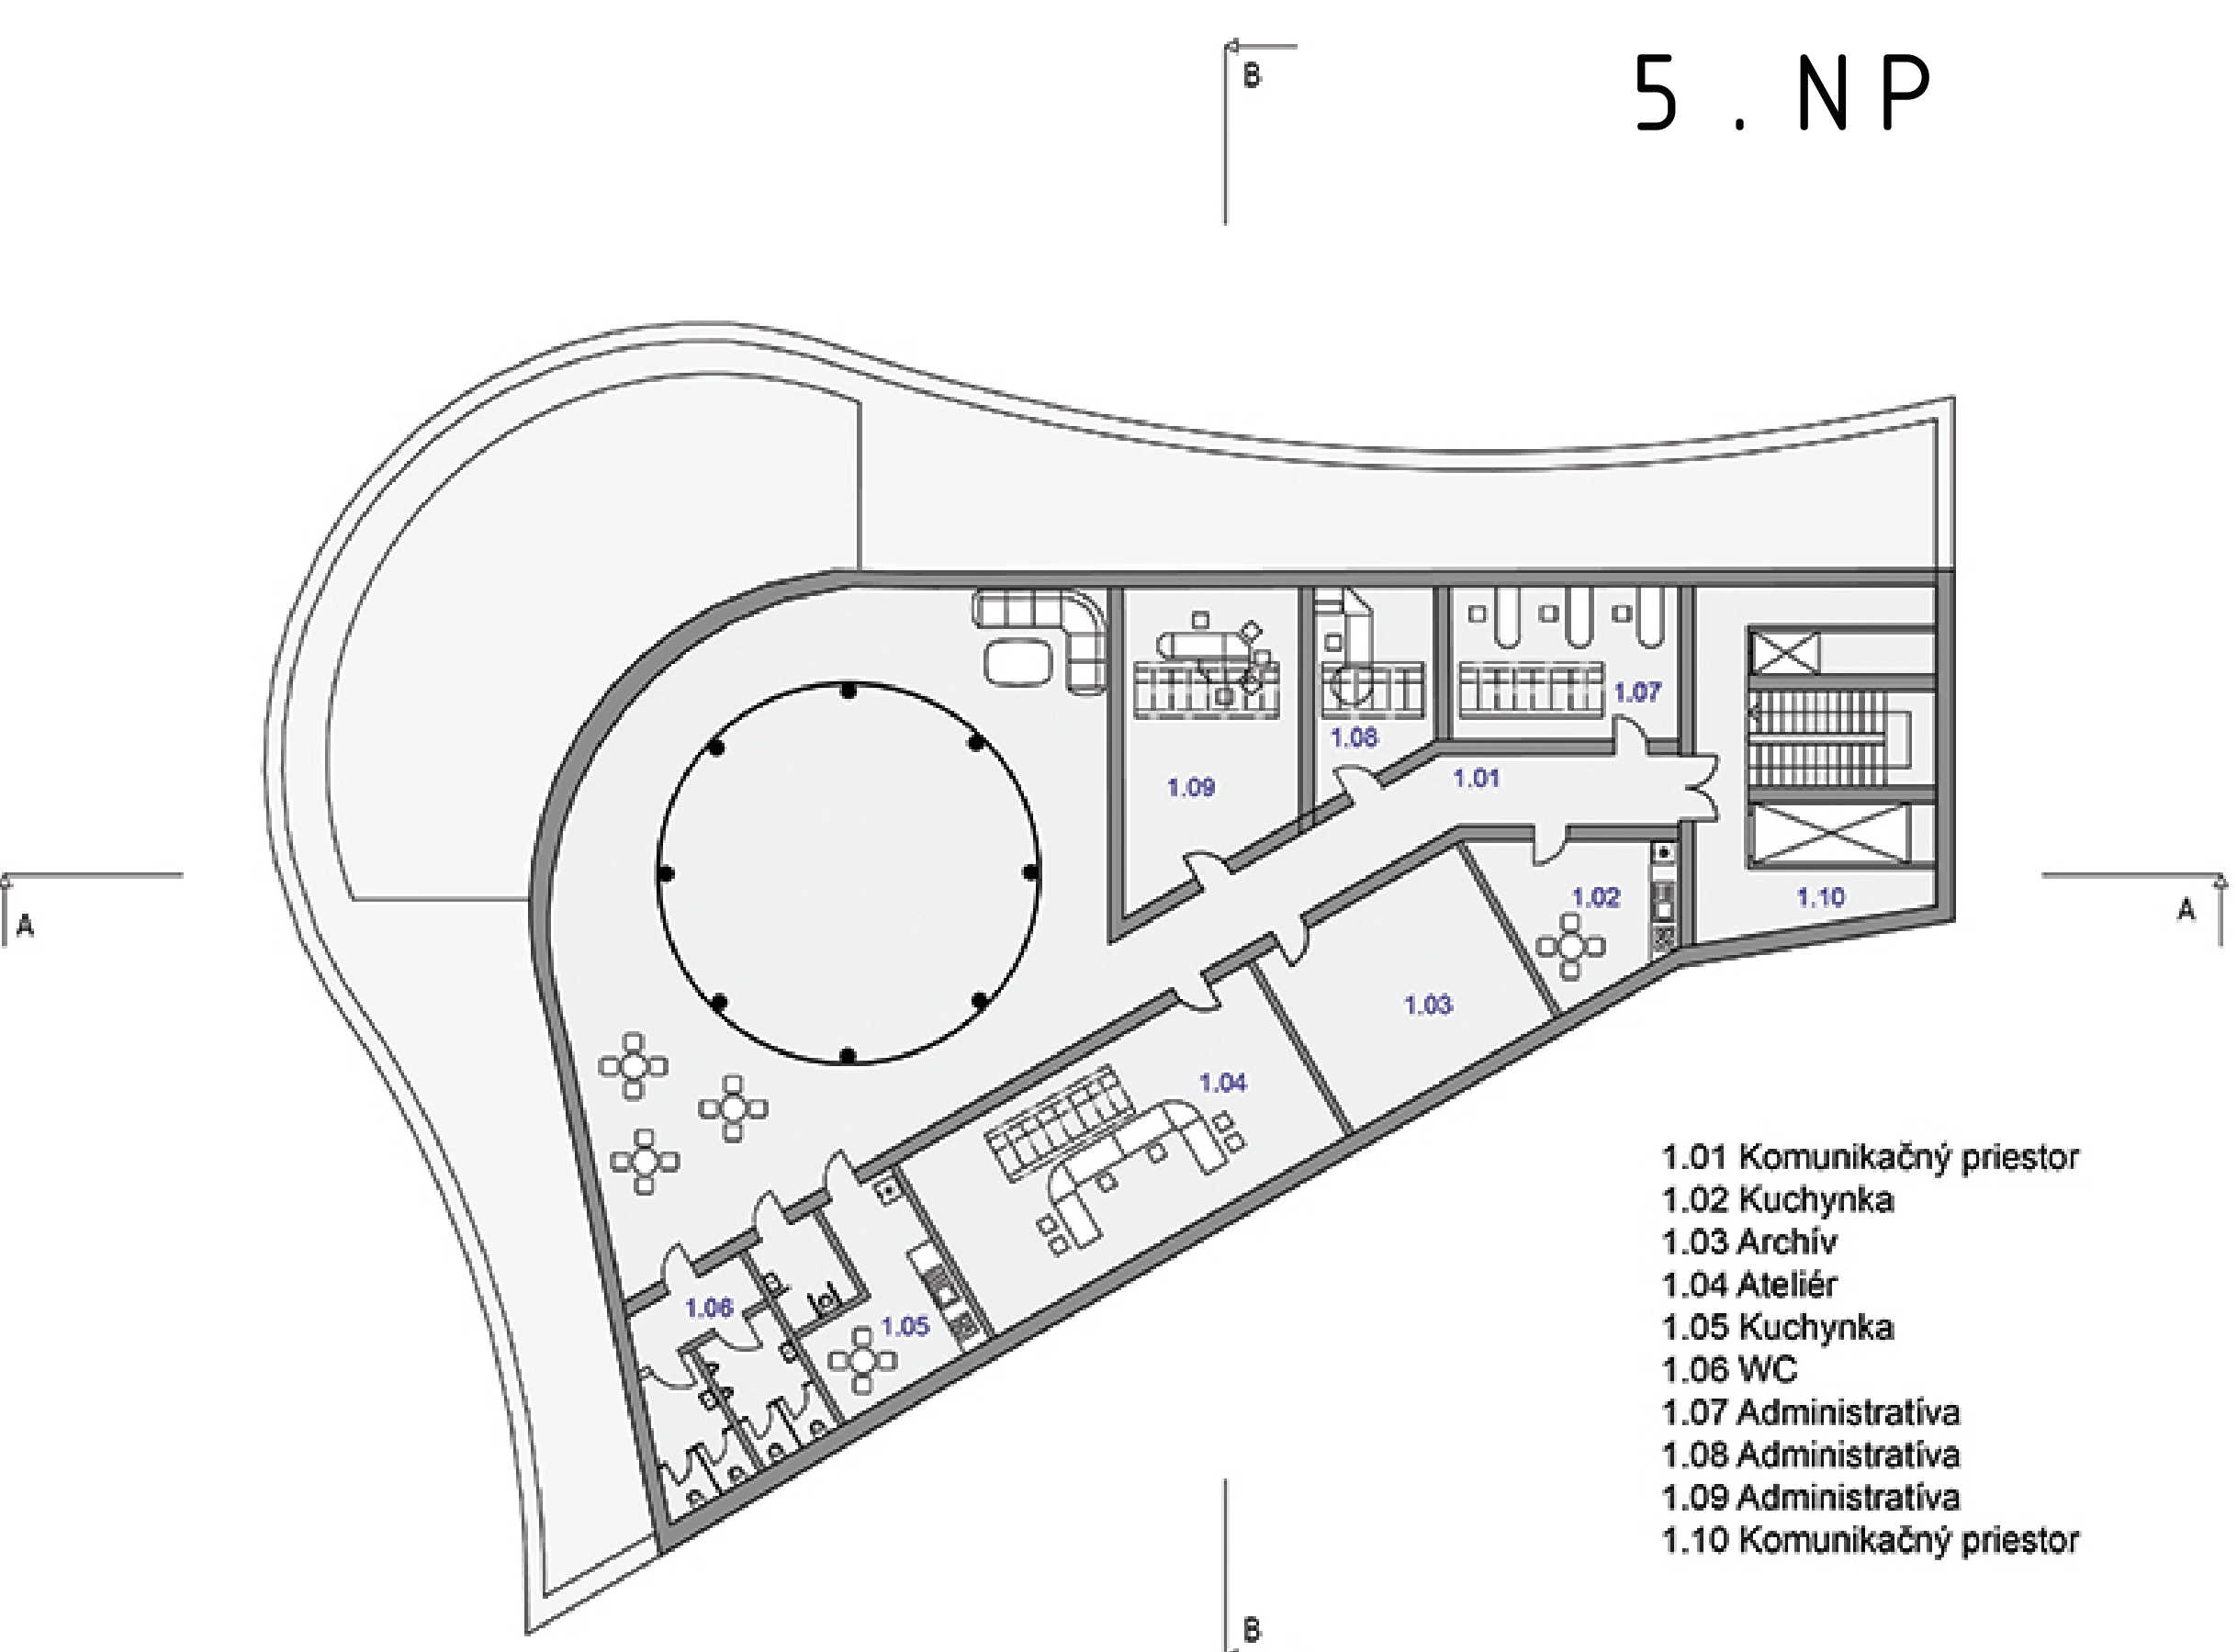 B
5 . NP
1.07
1.08
1.01
1.09
A
1.02
1.10
A
1.03
1.04
1.06
1.05
1.01 Komunikačný priestor
1.02 Kuchynka
1.03 Archív
1.04 Ateliér
1.05 Kuchynka
1.06 WC
1.07 Administratíva
1.08 Administratíva
1.09 Administratíva
1.10 Komunikačný priestor
B